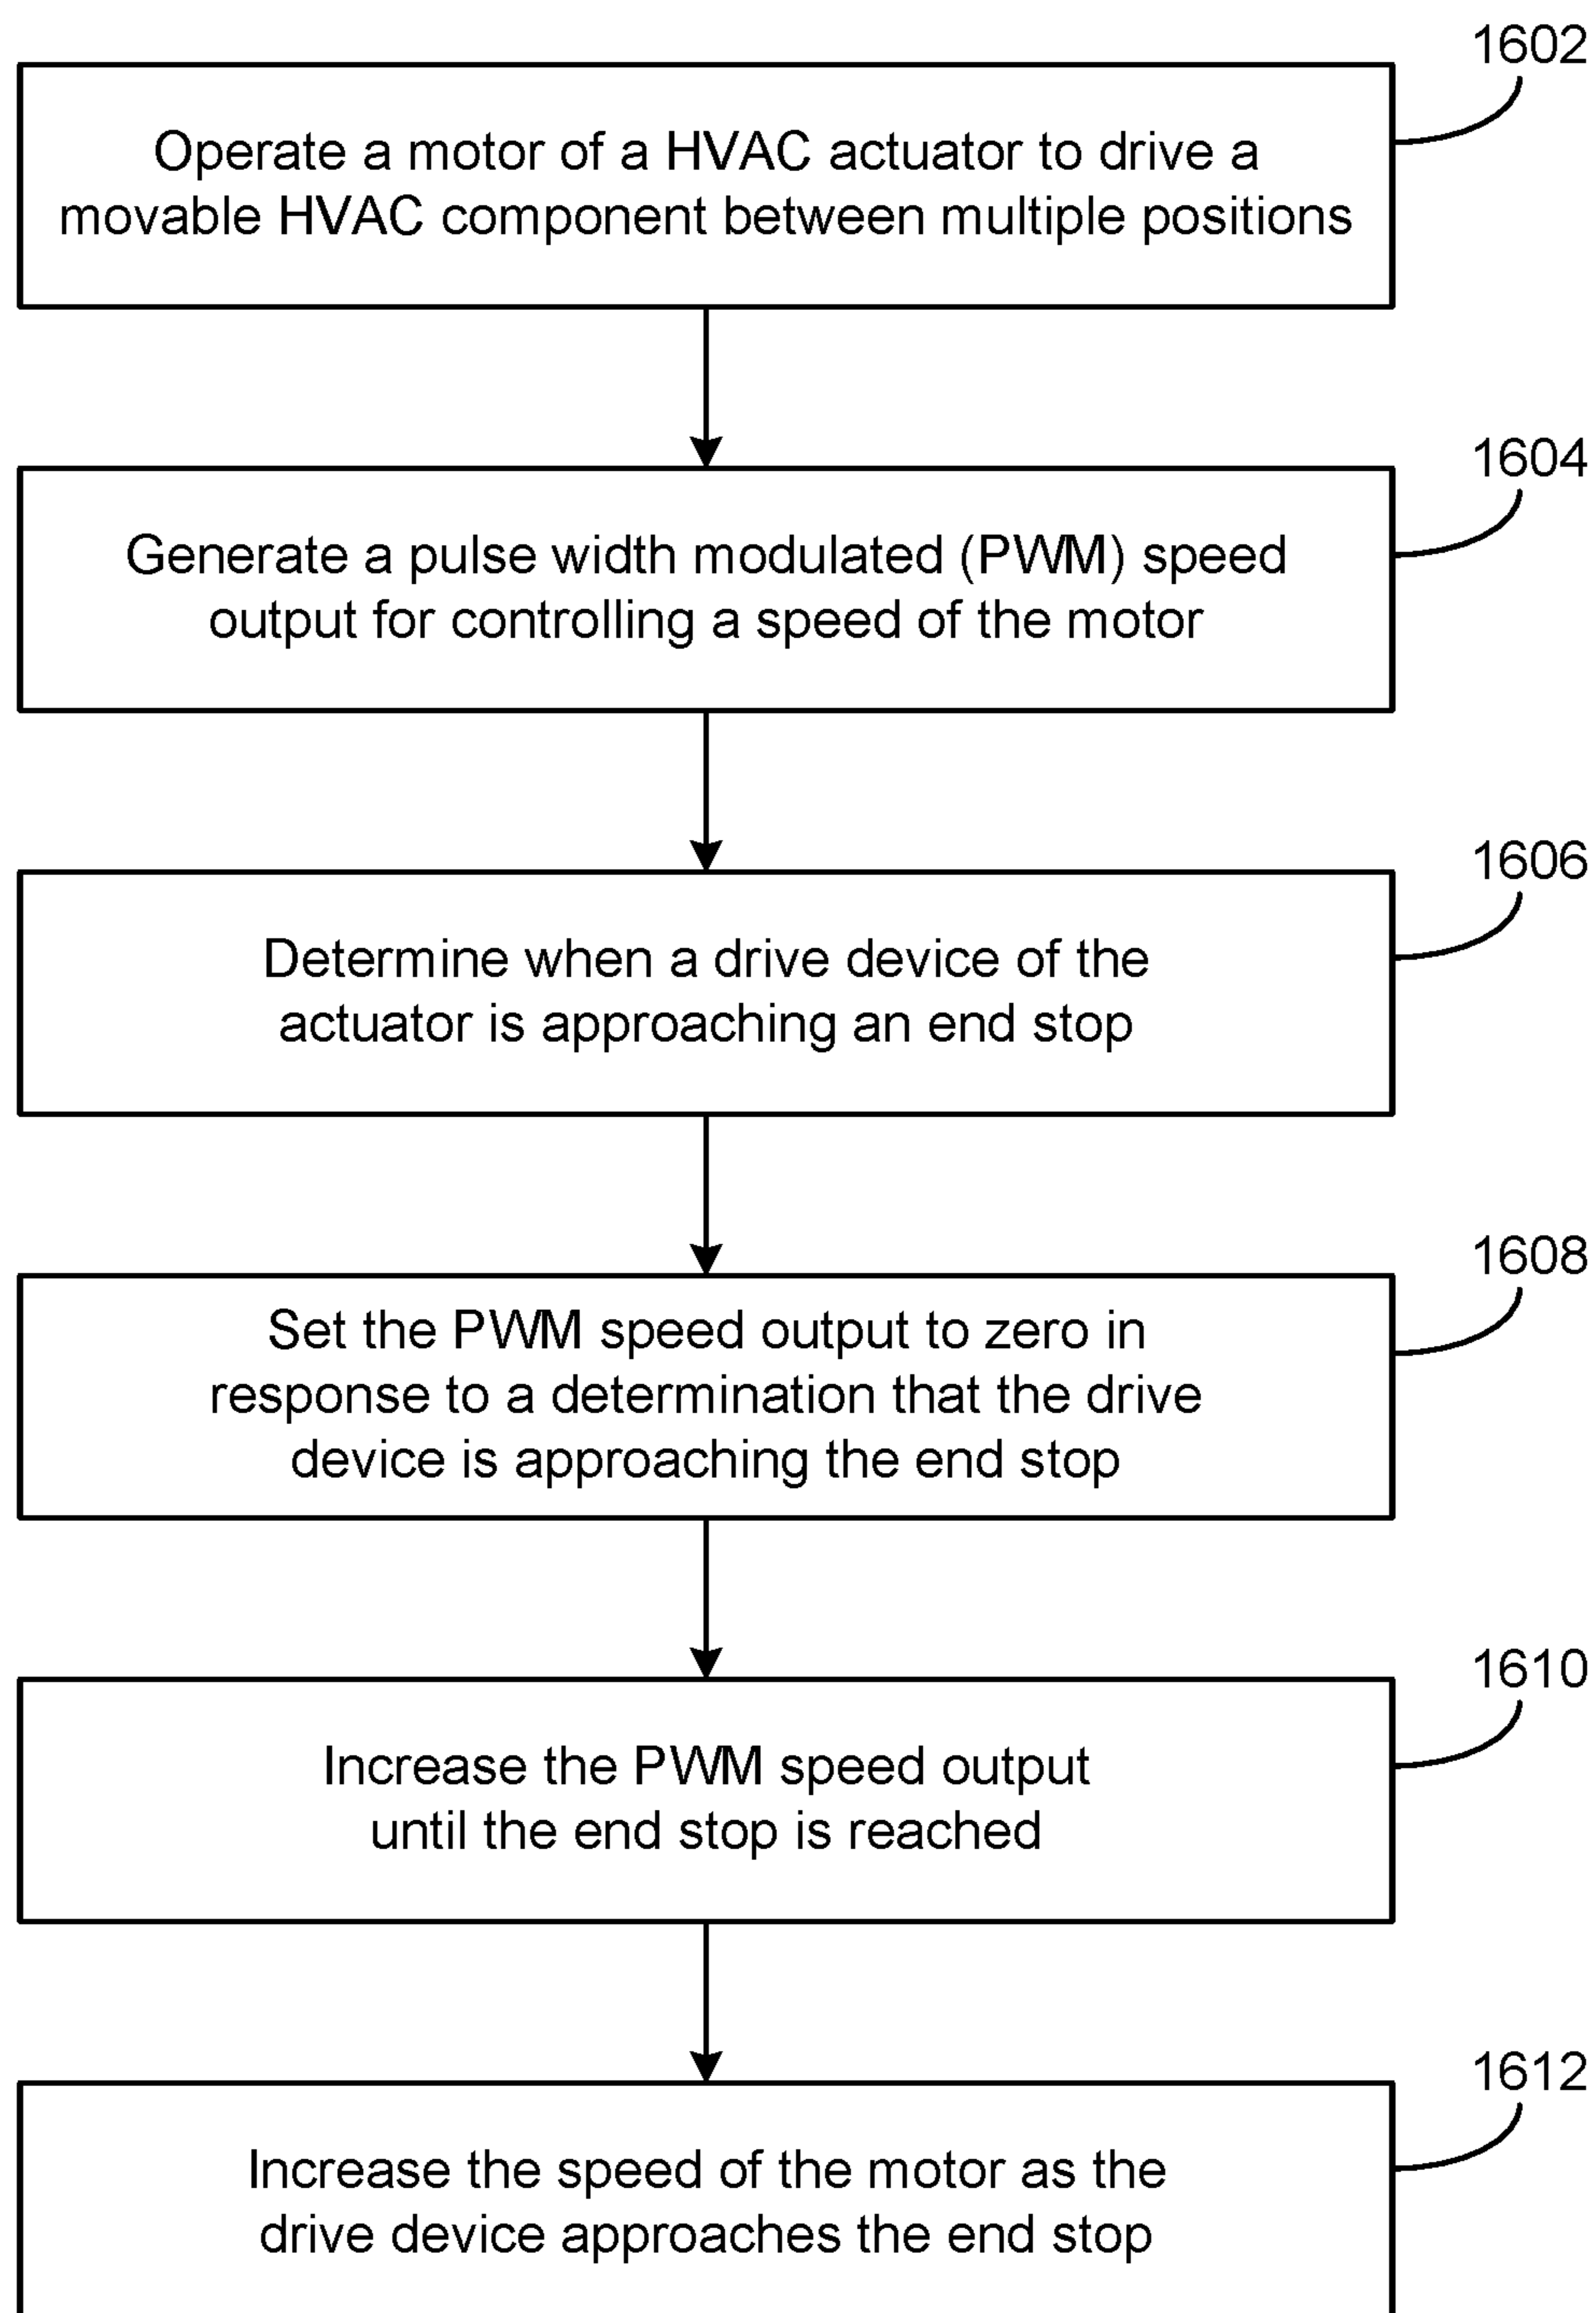 1602
Operate a motor of a HVAC actuator to drive a
movable HVAC component between multiple positions
1604
Generate a pulse width modulated (PWM) speed
output for controlling a speed of the motor
1606
Determine when a drive device of the
actuator is approaching an end stop
1608
Set the PWM speed output to zero in
response to a determination that the drive
device is approaching the end stop
1610
Increase the PWM speed output
until the end stop is reached
1612
Increase the speed of the motor as the
drive device approaches the end stop